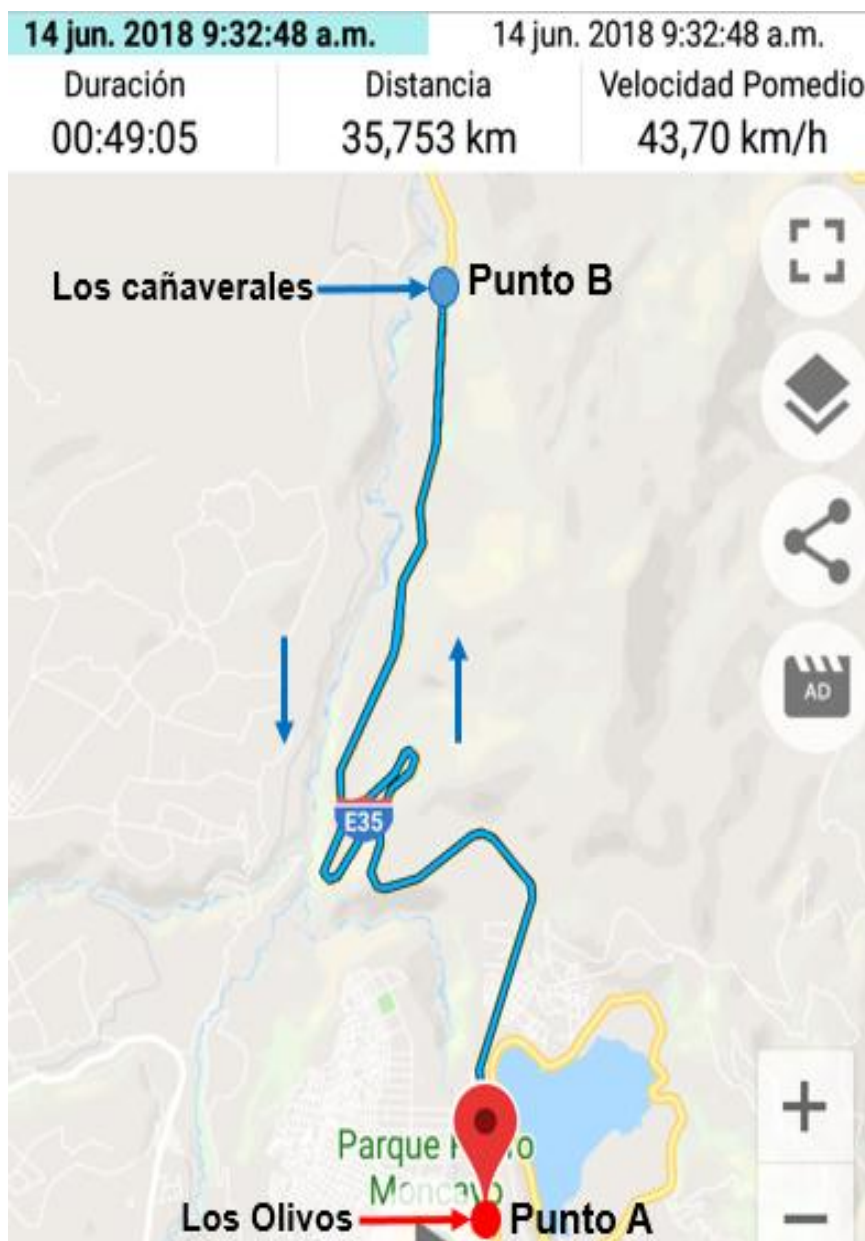 14 jun. 2018 9:32:48 a.m. 14 jun. 2018 9:32:48 a.m.
Duración Distancia Velocidad Pomedio
00:49:05 35,753 km 43,70 km/h
Los cañaverales Punto B
AD
E35
Parque
Moncayo
Los Olivos Punto A